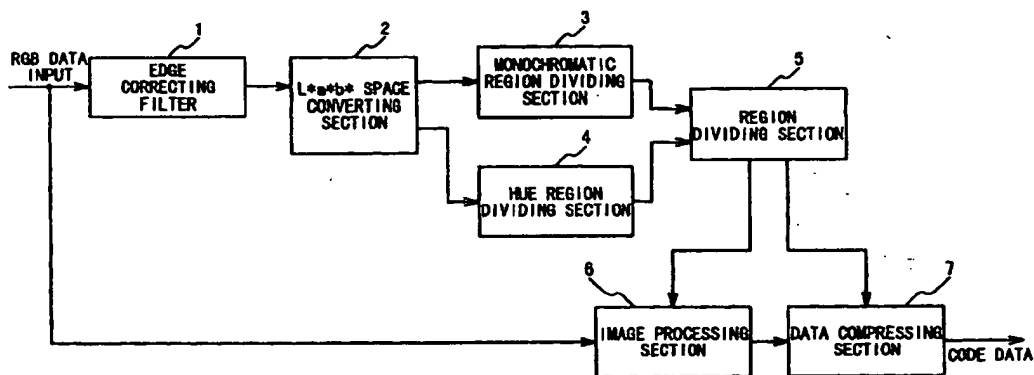 1
2
3
5
RGB DATA
INPUT
EDGE
CORRECTING
FILTER
L*a*b* SPACE
CONVERTING
SECTION
MONOCHROMATIC
REGION DIVIDING
SECTION
REGION
DIVIDING SECTION
4
HUE REGION
DIVIDING SECTION
6
7
IMAGE PROCESSING
SECTION
DATA COMPRESSING
SECTION
CODE DATA